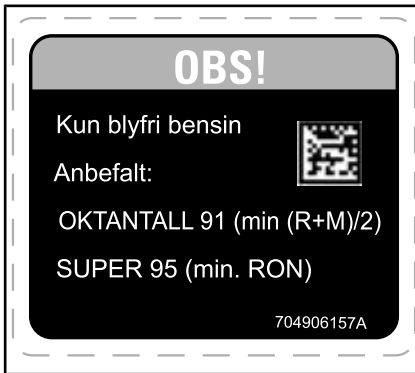 OBS!
Kun blyfri bensin
Anbefalt:
OKTANTALL 91 (min (R+M)/2)
SUPER 95 (min. RON)
704906157A